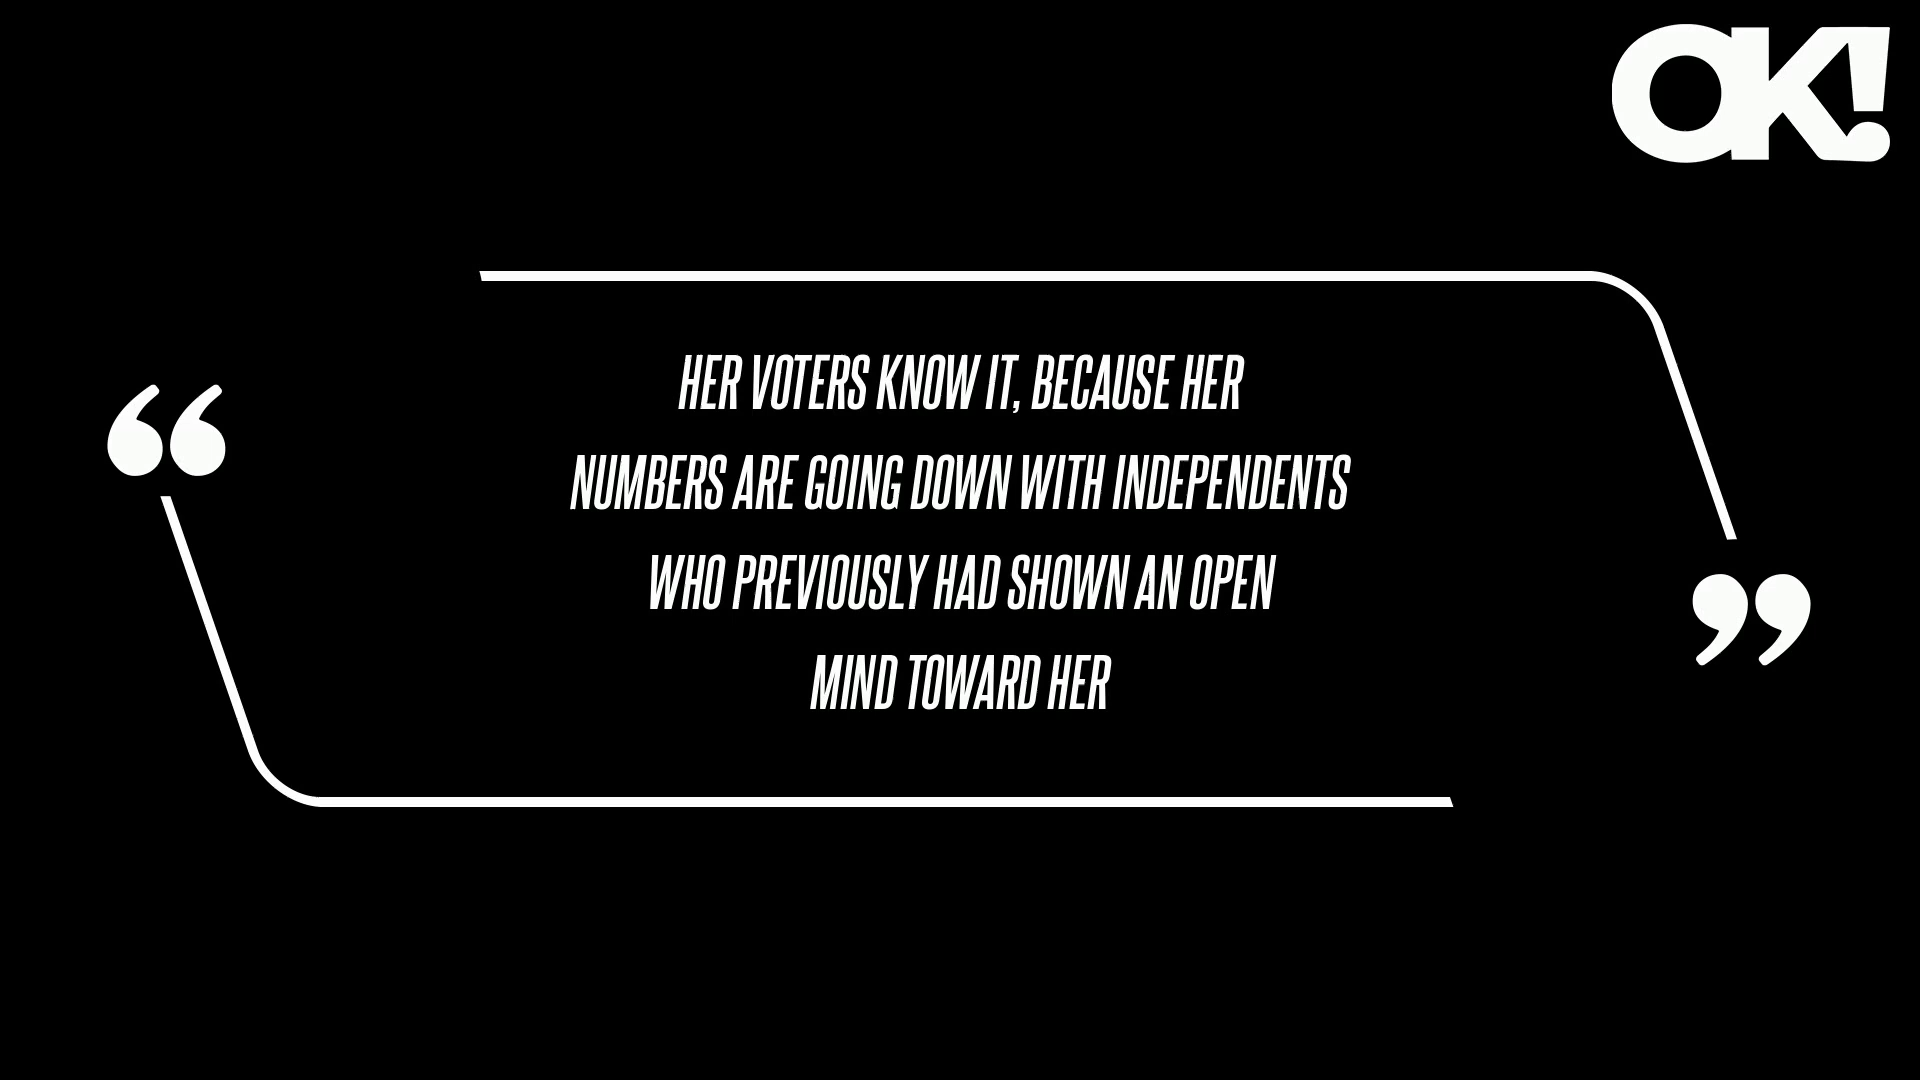 OK!
“
HER VOTERS KNOW IT, BECAUSE HER
NUMBERS ARE GOING DOWN WITH INDEPENDENTS
WHO PREVIOUSLY HAD SHOWN AN OPEN
MIND TOWARD HER
”